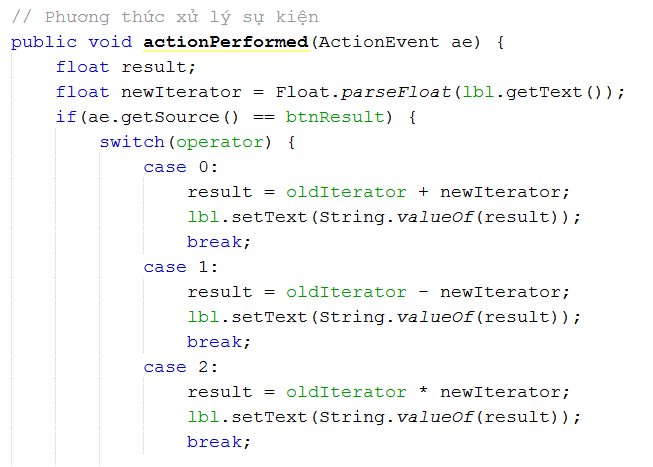 // Phương thức xử lý sự kiện
public void actionPerformed(ActionEvent ae) {
    float result;
    float newIterator = Float.parseFloat(lbl.getText());
    if(ae.getSource() == btnResult) {
        switch(operator) {
            case 0:
                result = oldIterator + newIterator;
                lbl.setText(String.valueOf(result));
                break;
            case 1:
                result = oldIterator - newIterator;
                lbl.setText(String.valueOf(result));
                break;
            case 2:
                result = oldIterator * newIterator;
                lbl.setText(String.valueOf(result));
                break;